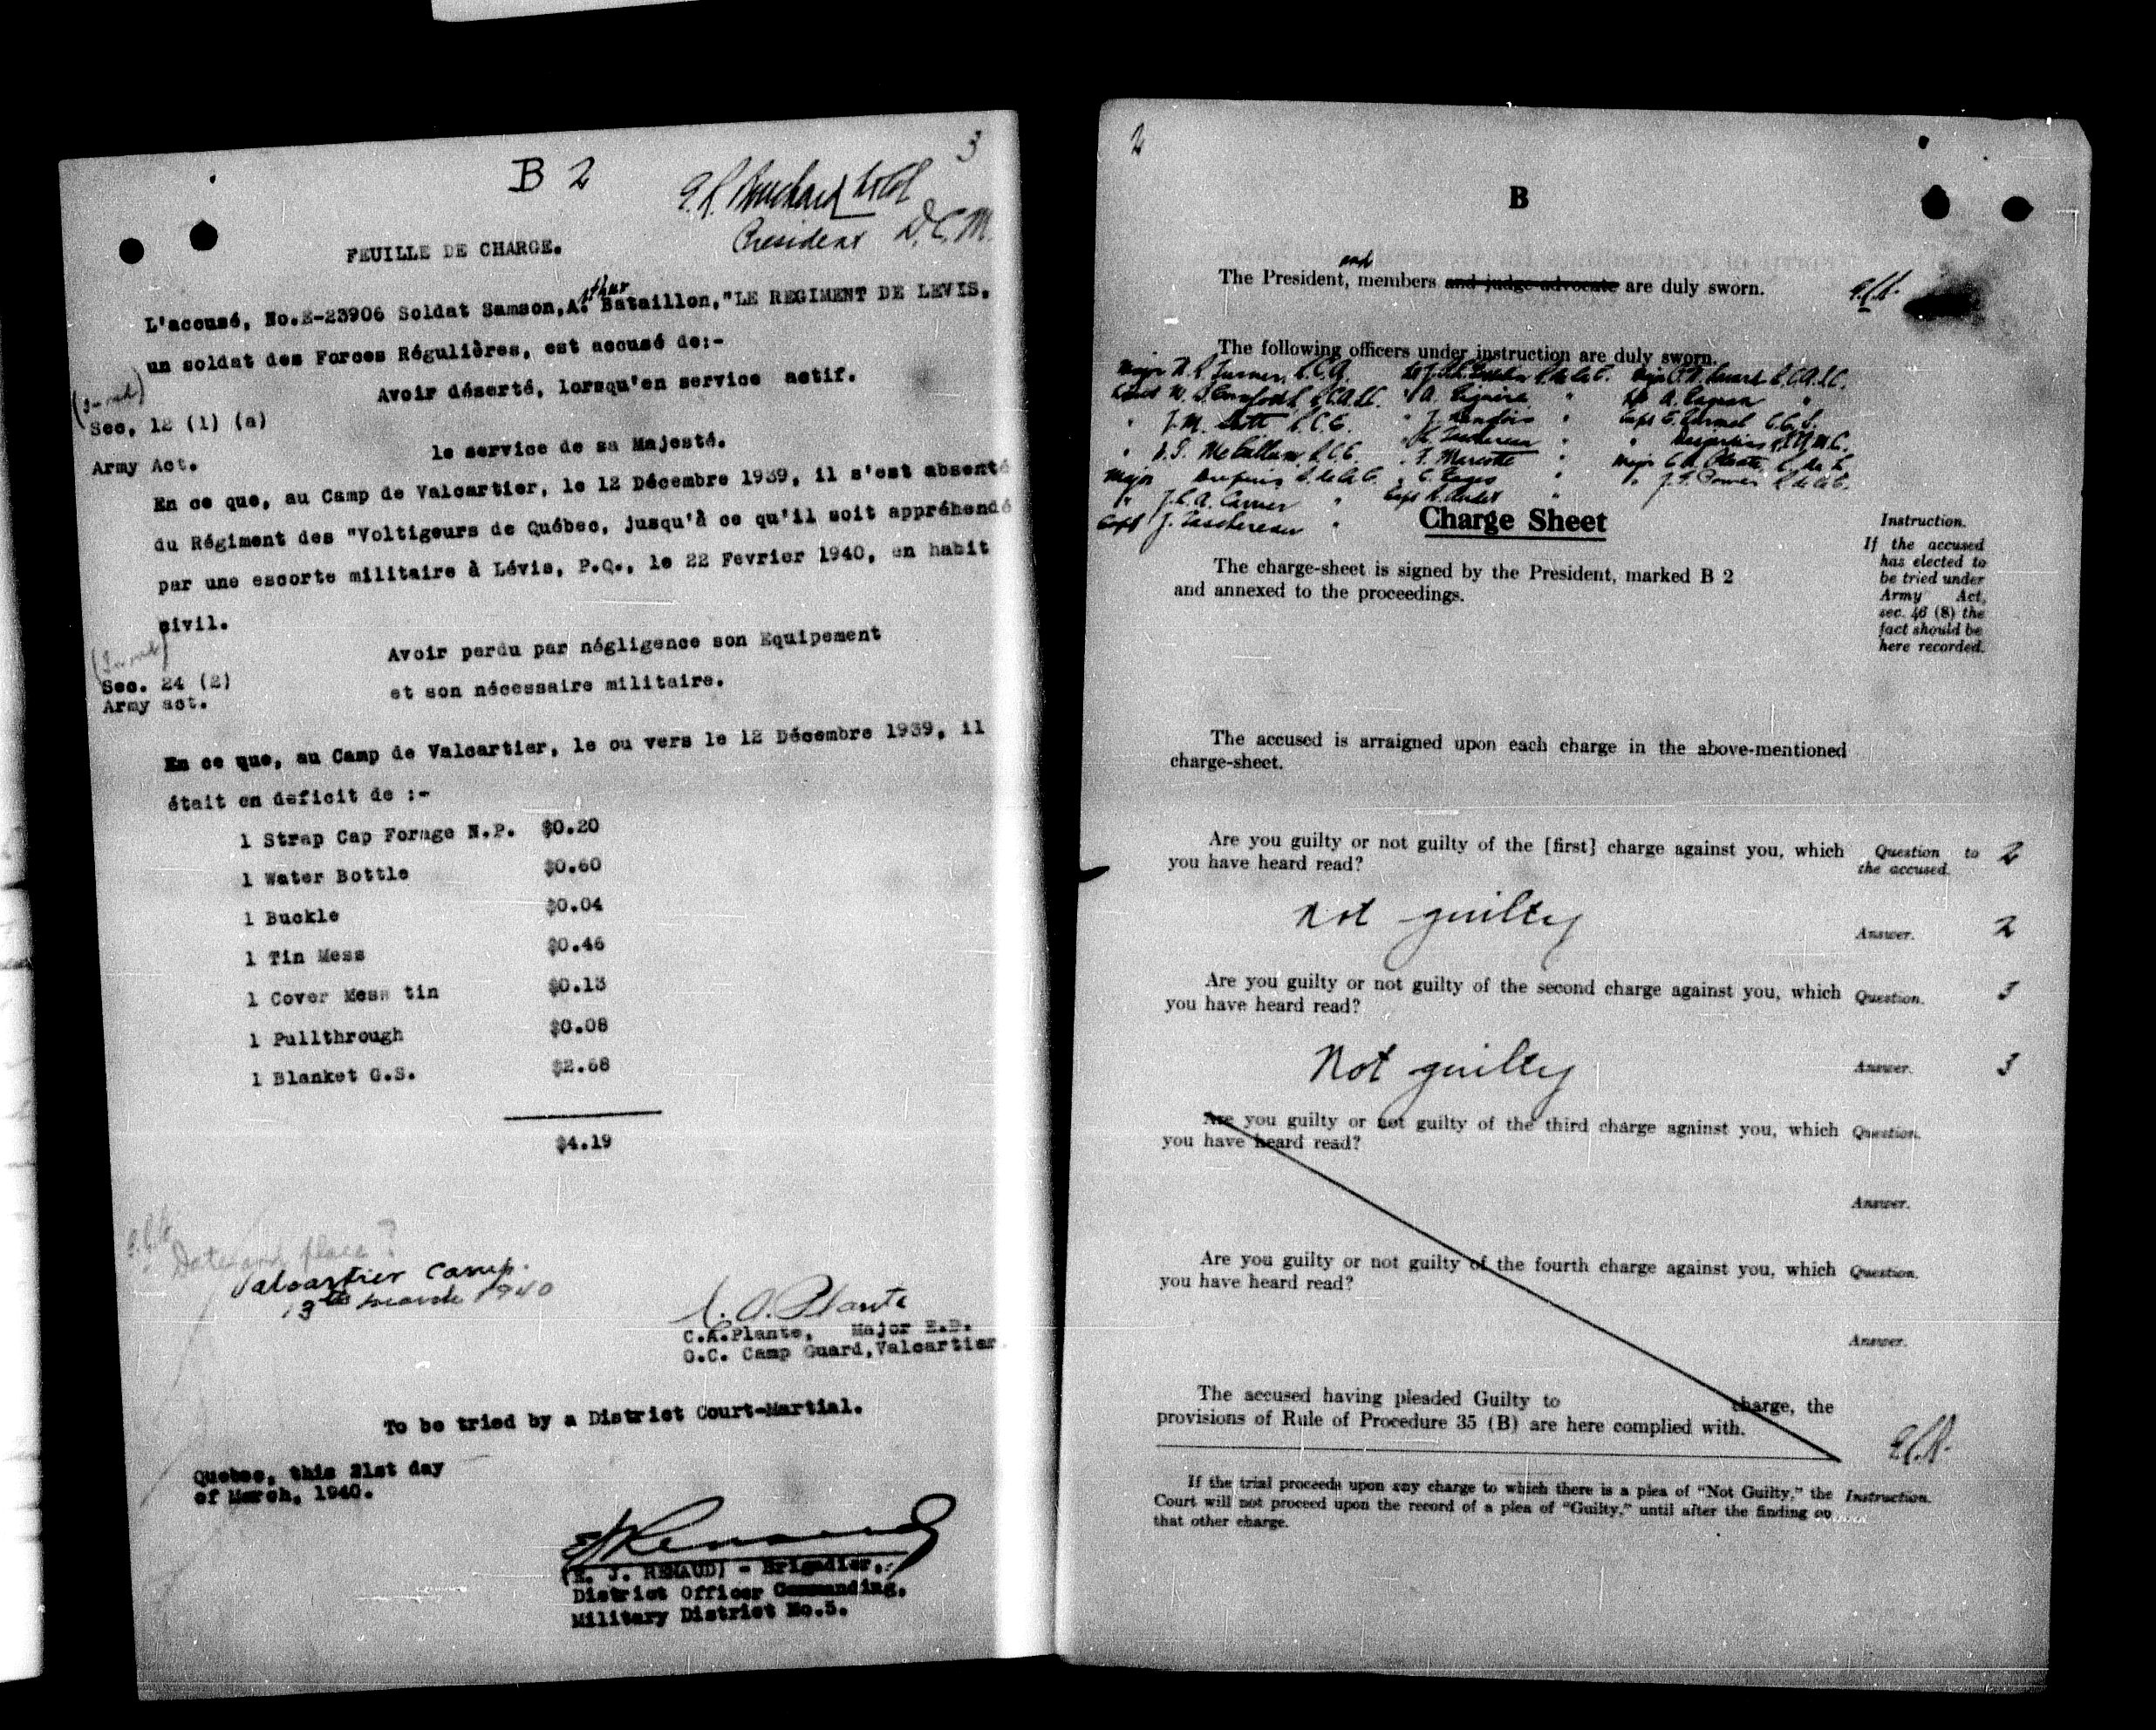 3
B 2
President D.C.M.
FEUILLE DE CHARGE.
L'accusé, No.E-23906 Soldat Samson,A. Bataillon,"LE REGIMENT DE LEVIS,
thur
un soldat des Forces Régulières, est accusé de:-
Avoir déserté, lorsqu'en service actif.
Sec, 12 (1) (a)
le service de sa Majesté.
Army Act.
En ce que, au Camp de Valcartier, le 12 Décembre 1939, il s'est absenté
du Régiment des "Voltigeurs de Québec, jusqu'à ce qu'il soit appréhendé
par une escorte militaire à Lévis, P.Q., le 22 Fevrier 1940, en habit
civil.
Avoir perdu par négligence son Equipement
Sec. 24 (2)
et son nécessaire militaire.
Army act.
En ce que, au Camp de Valcartier, le ou vers le 12 Décembre 1939, il
était en deficit de :-
1 Strap Cap Forage N.P. $0.20
1 Water Bottle $0.60
1 Buckle $0.04
1 Tin Mess $0.46
1 Cover Mess tin $0.13
1 Pullthrough $0.08
1 Blanket G.S. $2.68
$4.19
Date and place ?
Valcartier Camp.
13th March 1940
C. A. Plante
C.A.Plante, Major E.D.
O.C. Camp Guard,Valcartier
To be tried by a District Court-Martial.
Quebec, this 21st day
of March, 1940.
(E. J. RENAUD) - Brigadier,
District Officer Commanding,
Military District No.5.
2
B
and
The President, members and judge advocate are duly sworn.
The following officers under instruction are duly sworn.
Major
Charge Sheet
The charge-sheet is signed by the President, marked B 2
and annexed to the proceedings.
Instruction.
If the accused
has elected to
be tried under
Army Act,
sec. 46 (8) the
fact should be
here recorded.
The accused is arraigned upon each charge in the above-mentioned
charge-sheet.
Are you guilty or not guilty of the [first] charge against you, which
you have heard read?
Question to
the accused.
2
Not guilty
Answer. 2
Are you guilty or not guilty of the second charge against you, which
you have heard read?
Question. 3
Not guilty
Answer. 3
Are you guilty or not guilty of the third charge against you, which
you have heard read?
Question.
Answer.
Are you guilty or not guilty of the fourth charge against you, which
you have heard read?
Question.
Answer.
The accused having pleaded Guilty to charge, the
provisions of Rule of Procedure 35 (B) are here complied with.
If the trial proceeds upon any charge to which there is a plea of "Not Guilty," the
Court will not proceed upon the record of a plea of "Guilty," until after the finding on
that other charge.
Instruction.